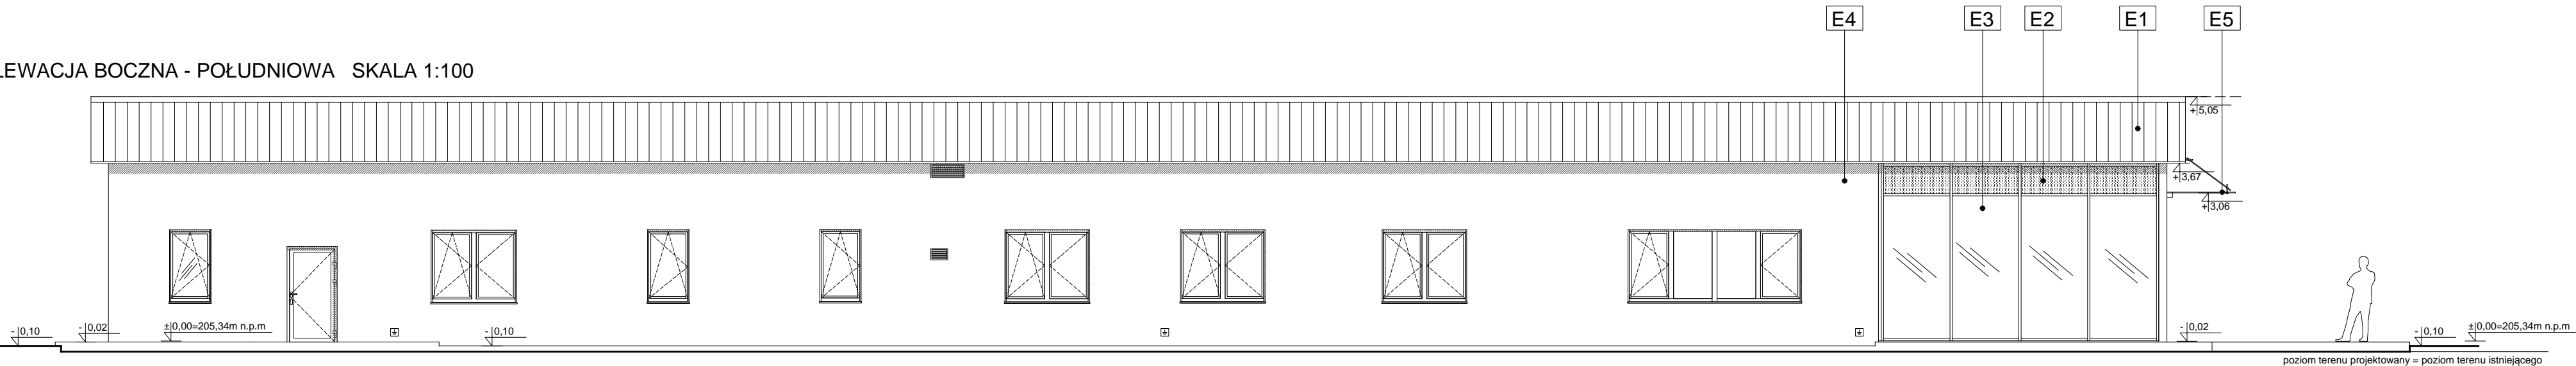 E4 E3 E2 E1 E5
LEWACJA BOCZNA - POŁUDNIOWA SKALA 1:100
+5,05
+3,67
+3,06
-0,10
-0,02
±0,00=205,34m n.p.m
-0,10
-0,02
-0,10
±0,00=205,34m n.p.m
poziom terenu projektowany = poziom terenu istniejącego